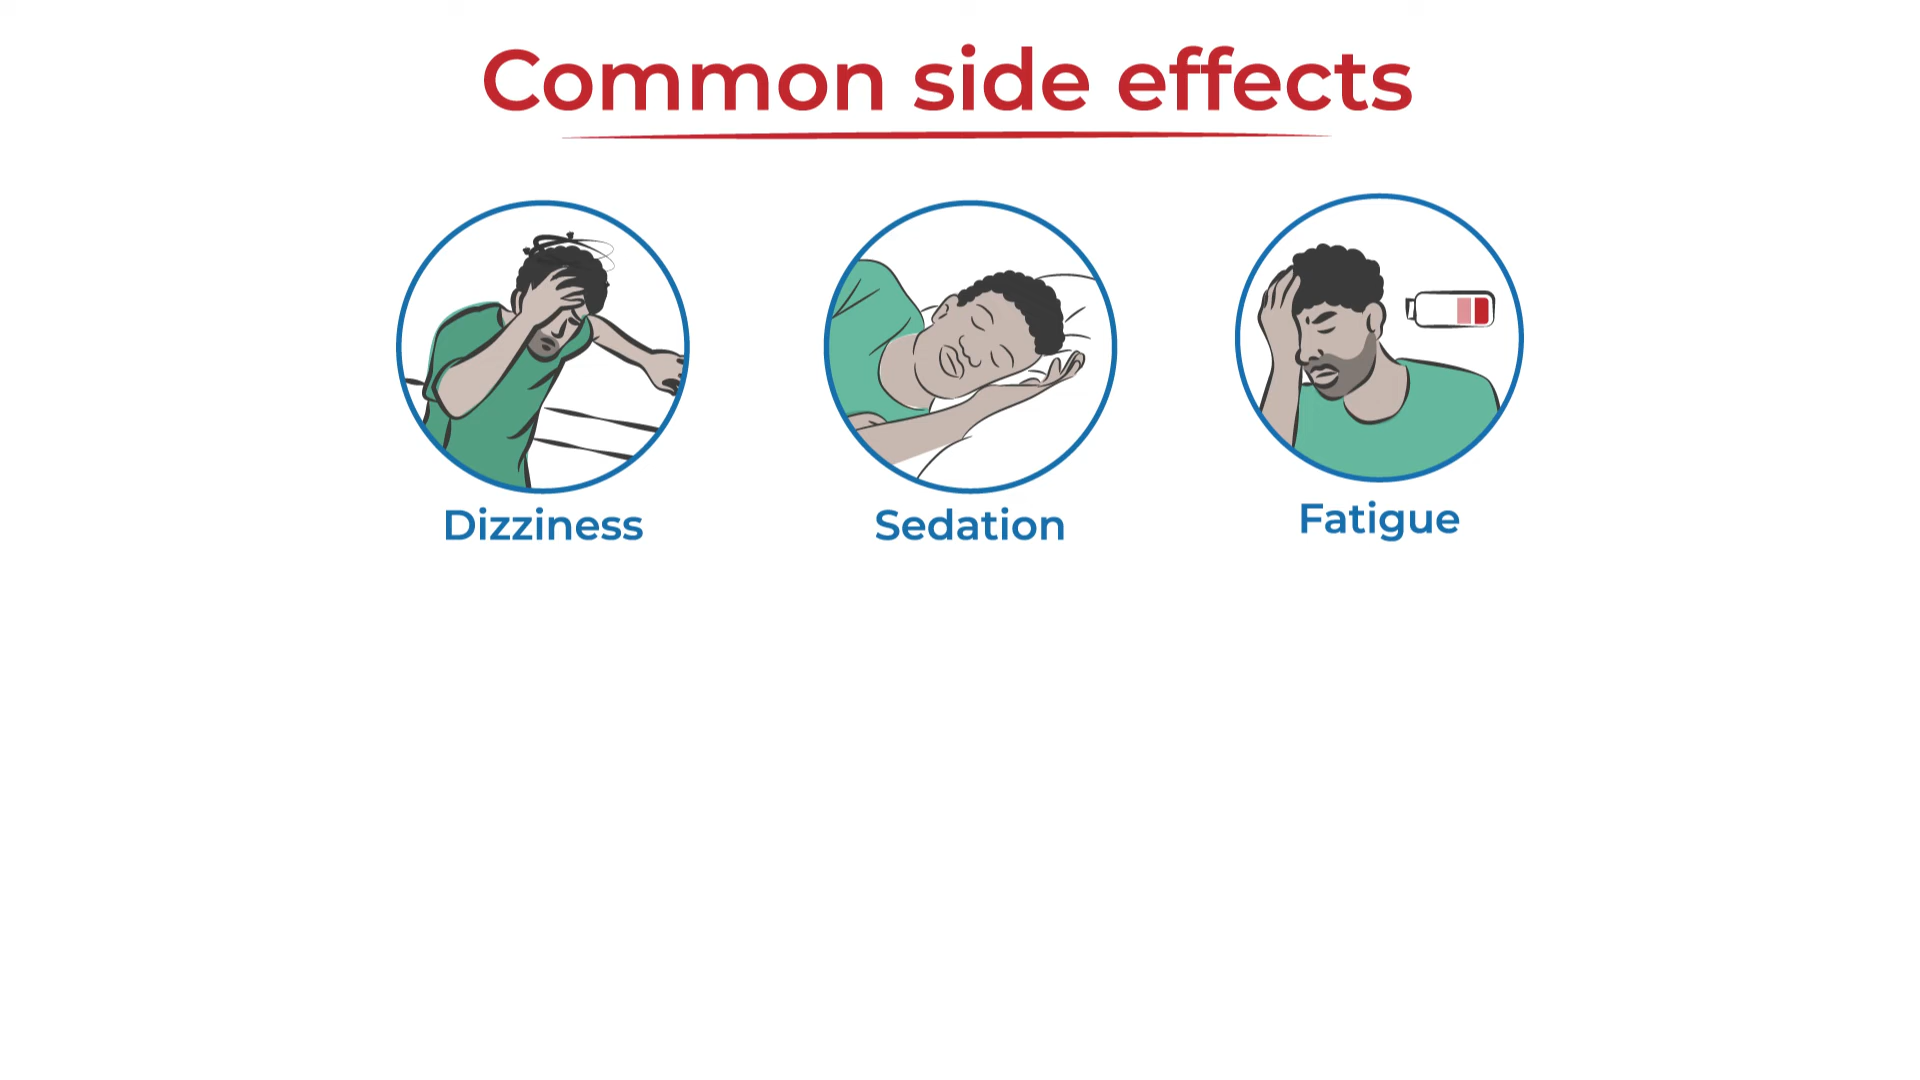 Common side effects
Dizziness
Sedation
Fatigue